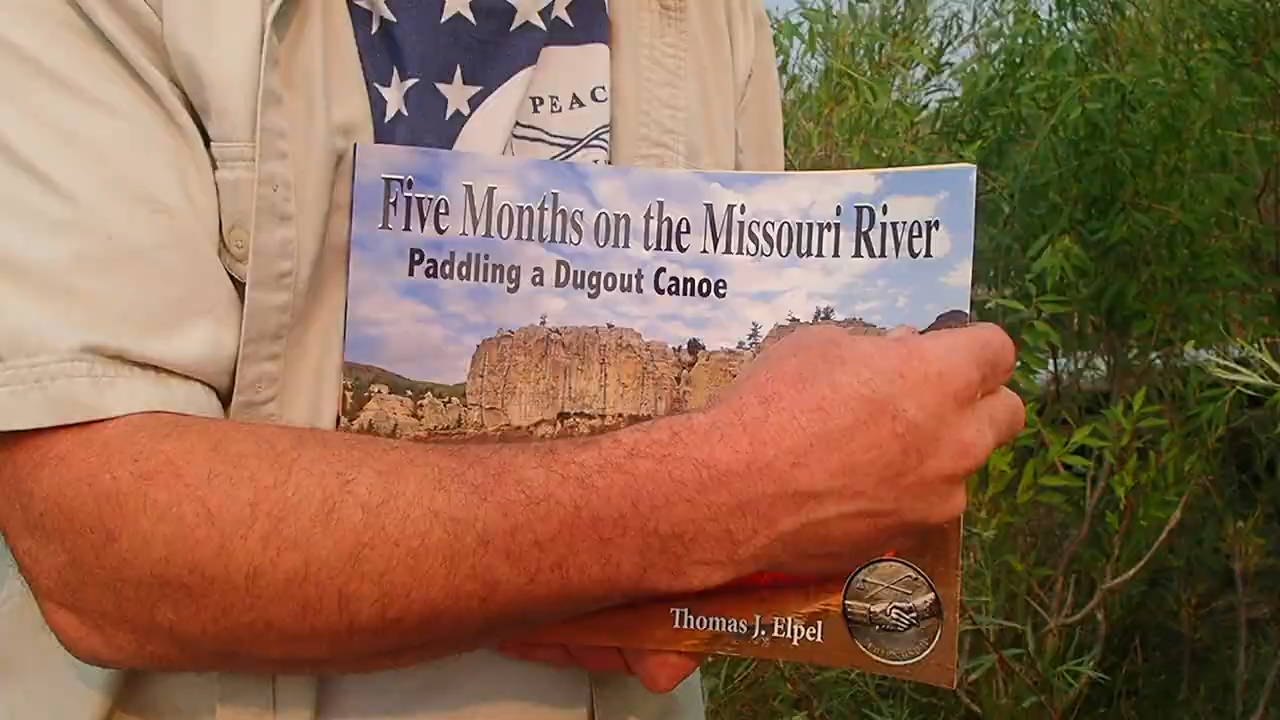 PEAC
Five Months on the Missouri River
Paddling a Dugout Canoe
Thomas J. Elpel